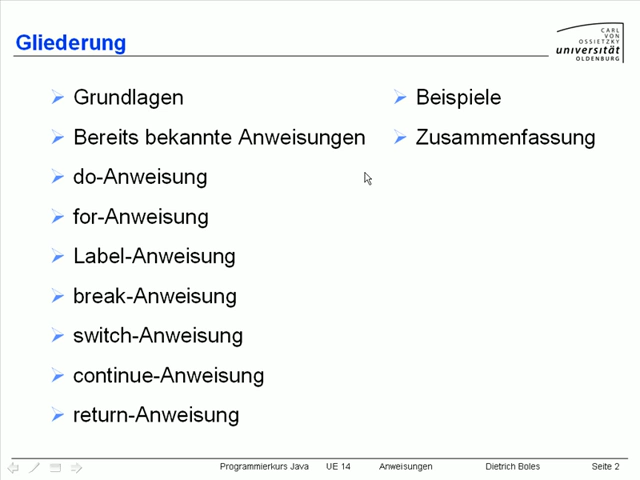 Gliederung
CARL
VON
OSSIETZKY
universität
OLDENBURG
Grundlagen
Bereits bekannte Anweisungen
do-Anweisung
for-Anweisung
Label-Anweisung
break-Anweisung
switch-Anweisung
continue-Anweisung
return-Anweisung
Beispiele
Zusammenfassung
Programmierkurs Java UE 14 Anweisungen Dietrich Boles Seite 2